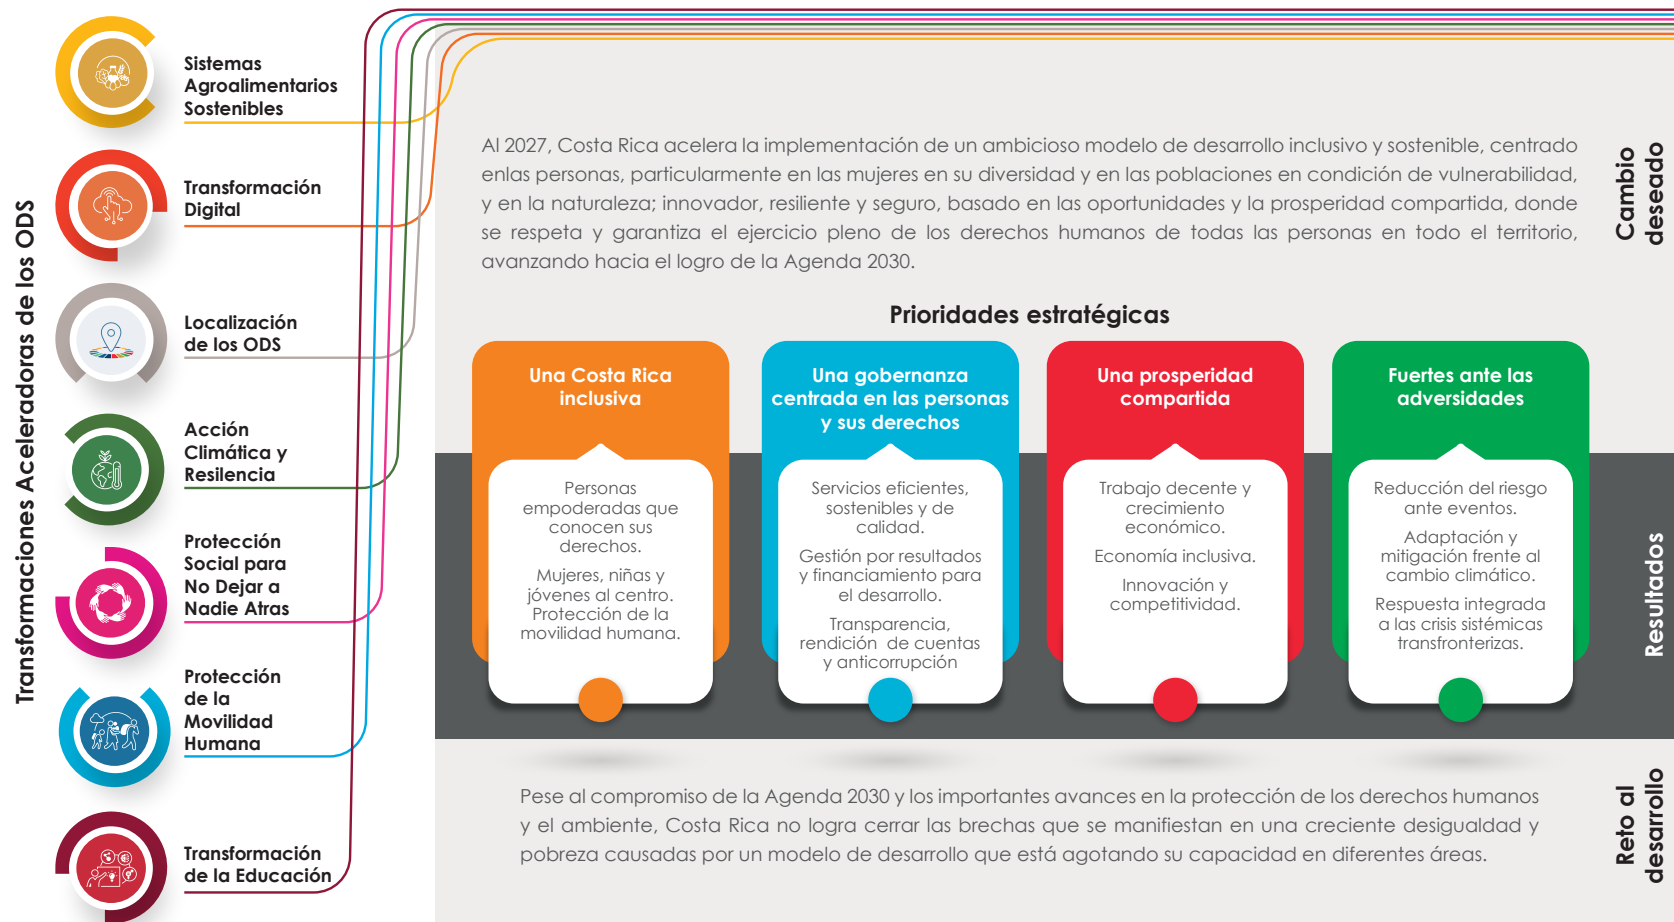 Transformaciones Aceleradoras de los ODS
Sistemas
Agroalimentarios
Sostenibles
Transformación
Digital
Localización
de los ODS
Acción
Climática y
Resilencia
Protección
Social para
No Dejar a
Nadie Atras
Protección
de la
Movilidad
Humana
Transformación
de la Educación
Al 2027, Costa Rica acelera la implementación de un ambicioso modelo de desarrollo inclusivo y sostenible, centrado
enlas personas, particularmente en las mujeres en su diversidad y en las poblaciones en condición de vulnerabilidad,
y en la naturaleza; innovador, resiliente y seguro, basado en las oportunidades y la prosperidad compartida, donde
se respeta y garantiza el ejercicio pleno de los derechos humanos de todas las personas en todo el territorio,
avanzando hacia el logro de la Agenda 2030.
Cambio
deseado
Prioridades estratégicas
Una Costa Rica
inclusiva
Personas
empoderadas que
conocen sus
derechos.
Mujeres, niñas y
jóvenes al centro.
Protección de la
movilidad humana.
Una gobernanza
centrada en las personas
y sus derechos
Servicios eficientes,
sostenibles y de
calidad.
Gestión por resultados
y financiamiento para
el desarrollo.
Transparencia,
rendición de cuentas
y anticorrupción
Una prosperidad
compartida
Trabajo decente y
crecimiento
económico.
Economía inclusiva.
Innovación y
competitividad.
Fuertes ante las
adversidades
Reducción del riesgo
ante eventos.
Adaptación y
mitigación frente al
cambio climático.
Respuesta integrada
a las crisis sistémicas
transfronterizas.
Resultados
Pese al compromiso de la Agenda 2030 y los importantes avances en la protección de los derechos humanos
y el ambiente, Costa Rica no logra cerrar las brechas que se manifiestan en una creciente desigualdad y
pobreza causadas por un modelo de desarrollo que está agotando su capacidad en diferentes áreas.
Reto al
desarrollo